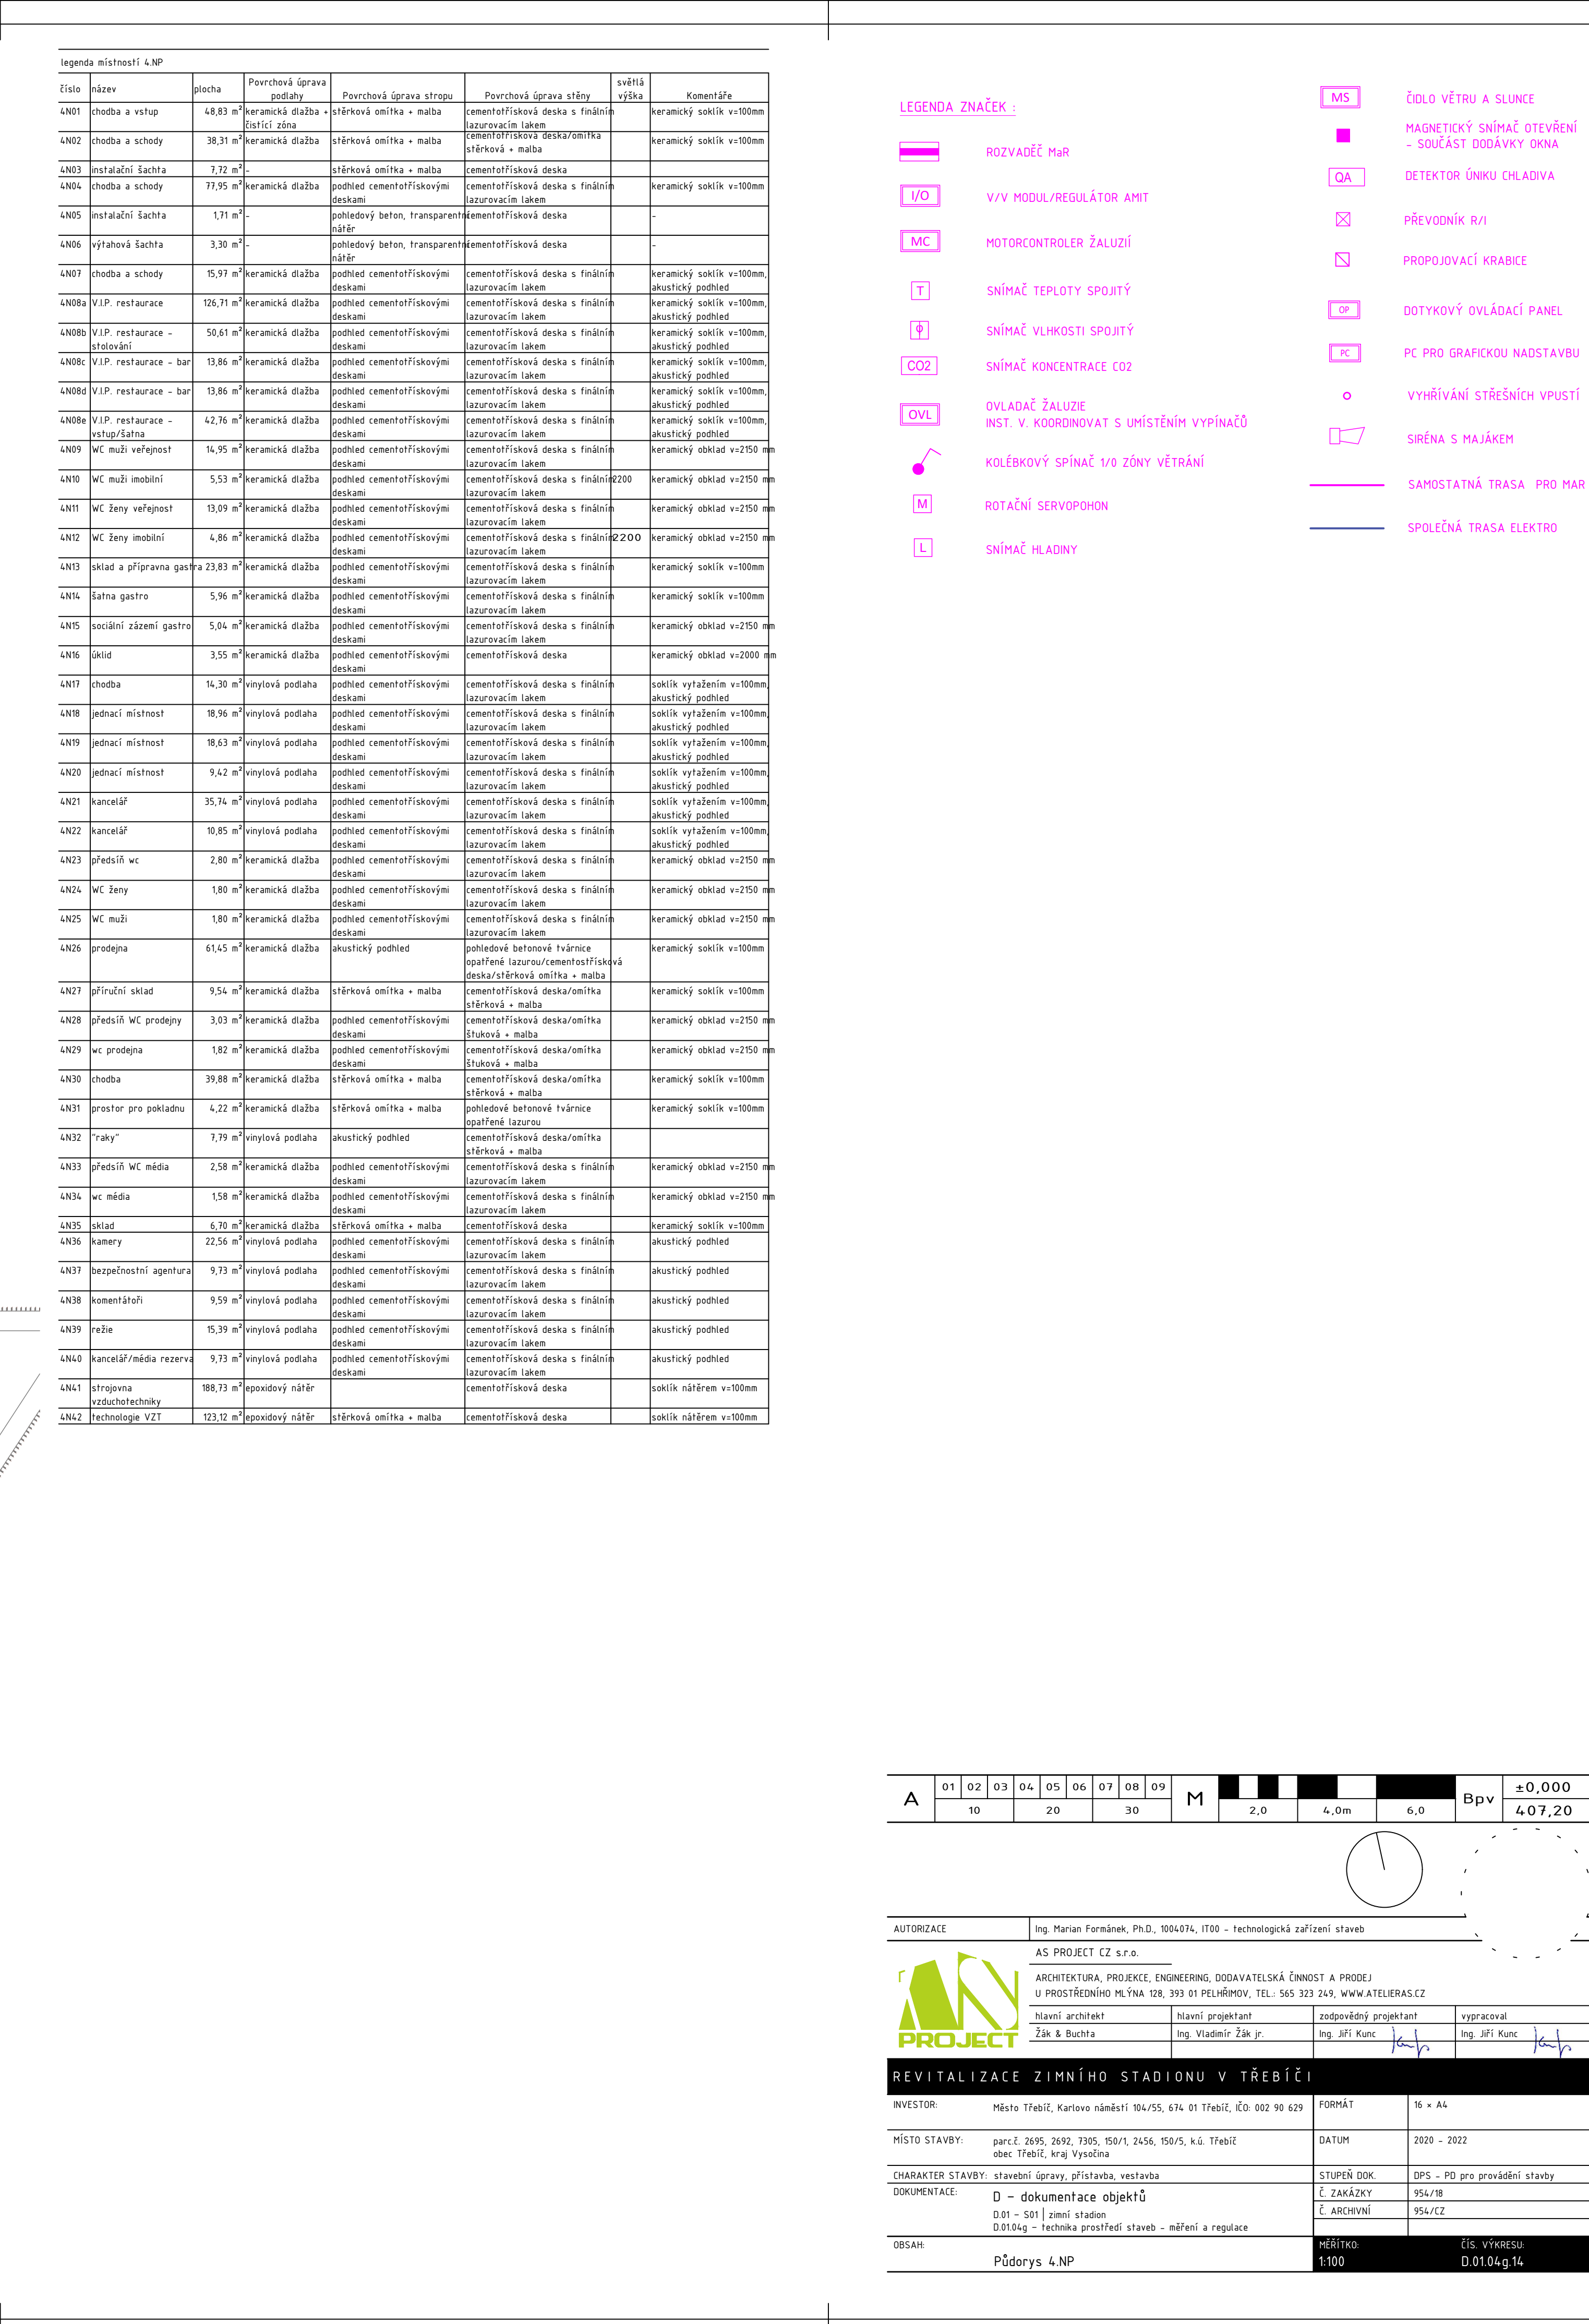 legenda místností 4.NP
číslo název plocha Povrchová úprava podlahy Povrchová úprava stropu Povrchová úprava stěny světlá výška Komentáře
4N01 chodba a vstup 48,83 m² keramická dlažba + čistící zóna stěrková omítka + malba cementotřísková deska s finálním lazurovacím lakem keramický soklík v=100mm
4N02 chodba a schody 38,31 m² keramická dlažba stěrková omítka + malba cementotřísková deska/omítka stěrková + malba keramický soklík v=100mm
4N03 instalační šachta 7,72 m² - stěrková omítka + malba cementotřísková deska
4N04 chodba a schody 77,95 m² keramická dlažba podhled cementotřískovými deskami cementotřísková deska s finálním lazurovacím lakem keramický soklík v=100mm
4N05 instalační šachta 1,71 m² - pohledový beton, transparentní nátěr cementotřísková deska -
4N06 výtahová šachta 3,30 m² - pohledový beton, transparentní nátěr cementotřísková deska -
4N07 chodba a schody 15,97 m² keramická dlažba podhled cementotřískovými deskami cementotřísková deska s finálním lazurovacím lakem keramický soklík v=100mm, akustický podhled
4N08a V.I.P. restaurace 126,71 m² keramická dlažba podhled cementotřískovými deskami cementotřísková deska s finálním lazurovacím lakem keramický soklík v=100mm, akustický podhled
4N08b V.I.P. restaurace - stolování 50,61 m² keramická dlažba podhled cementotřískovými deskami cementotřísková deska s finálním lazurovacím lakem keramický soklík v=100mm, akustický podhled
4N08c V.I.P. restaurace - bar 13,86 m² keramická dlažba podhled cementotřískovými deskami cementotřísková deska s finálním lazurovacím lakem keramický soklík v=100mm, akustický podhled
4N08d V.I.P. restaurace - bar 13,86 m² keramická dlažba podhled cementotřískovými deskami cementotřísková deska s finálním lazurovacím lakem keramický soklík v=100mm, akustický podhled
4N08e V.I.P. restaurace - vstup/šatna 42,76 m² keramická dlažba podhled cementotřískovými deskami cementotřísková deska s finálním lazurovacím lakem keramický soklík v=100mm, akustický podhled
4N09 WC muži veřejnost 14,95 m² keramická dlažba podhled cementotřískovými deskami cementotřísková deska s finálním lazurovacím lakem keramický obklad v=2150 mm
4N10 WC muži imobilní 5,53 m² keramická dlažba podhled cementotřískovými deskami cementotřísková deska s finálním lazurovacím lakem 2200 keramický obklad v=2150 mm
4N11 WC ženy veřejnost 13,09 m² keramická dlažba podhled cementotřískovými deskami cementotřísková deska s finálním lazurovacím lakem keramický obklad v=2150 mm
4N12 WC ženy imobilní 4,86 m² keramická dlažba podhled cementotřískovými deskami cementotřísková deska s finálním lazurovacím lakem 2200 keramický obklad v=2150 mm
4N13 sklad a přípravna gastra 23,83 m² keramická dlažba podhled cementotřískovými deskami cementotřísková deska s finálním lazurovacím lakem keramický soklík v=100mm
4N14 šatna gastro 5,96 m² keramická dlažba podhled cementotřískovými deskami cementotřísková deska s finálním lazurovacím lakem keramický soklík v=100mm
4N15 sociální zázemí gastro 5,04 m² keramická dlažba podhled cementotřískovými deskami cementotřísková deska s finálním lazurovacím lakem keramický obklad v=2150 mm
4N16 úklid 3,55 m² keramická dlažba podhled cementotřískovými deskami cementotřísková deska keramický obklad v=2000 mm
4N17 chodba 14,30 m² vinylová podlaha podhled cementotřískovými deskami cementotřísková deska s finálním lazurovacím lakem soklík vytažením v=100mm, akustický podhled
4N18 jednací místnost 18,96 m² vinylová podlaha podhled cementotřískovými deskami cementotřísková deska s finálním lazurovacím lakem soklík vytažením v=100mm, akustický podhled
4N19 jednací místnost 18,63 m² vinylová podlaha podhled cementotřískovými deskami cementotřísková deska s finálním lazurovacím lakem soklík vytažením v=100mm, akustický podhled
4N20 jednací místnost 9,42 m² vinylová podlaha podhled cementotřískovými deskami cementotřísková deska s finálním lazurovacím lakem soklík vytažením v=100mm, akustický podhled
4N21 kancelář 35,74 m² vinylová podlaha podhled cementotřískovými deskami cementotřísková deska s finálním lazurovacím lakem soklík vytažením v=100mm, akustický podhled
4N22 kancelář 10,85 m² vinylová podlaha podhled cementotřískovými deskami cementotřísková deska s finálním lazurovacím lakem soklík vytažením v=100mm, akustický podhled
4N23 předsíň wc 2,80 m² keramická dlažba podhled cementotřískovými deskami cementotřísková deska s finálním lazurovacím lakem keramický obklad v=2150 mm
4N24 WC ženy 1,80 m² keramická dlažba podhled cementotřískovými deskami cementotřísková deska s finálním lazurovacím lakem keramický obklad v=2150 mm
4N25 WC muži 1,80 m² keramická dlažba podhled cementotřískovými deskami cementotřísková deska s finálním lazurovacím lakem keramický obklad v=2150 mm
4N26 prodejna 61,45 m² keramická dlažba akustický podhled pohledové betonové tvárnice opatřené lazurou/cementostřísková deska/stěrková omítka + malba keramický soklík v=100mm
4N27 příruční sklad 9,54 m² keramická dlažba stěrková omítka + malba cementotřísková deska/omítka stěrková + malba keramický soklík v=100mm
4N28 předsíň WC prodejny 3,03 m² keramická dlažba podhled cementotřískovými deskami cementotřísková deska/omítka štuková + malba keramický obklad v=2150 mm
4N29 wc prodejna 1,82 m² keramická dlažba podhled cementotřískovými deskami cementotřísková deska/omítka štuková + malba keramický obklad v=2150 mm
4N30 chodba 39,88 m² keramická dlažba stěrková omítka + malba cementotřísková deska/omítka stěrková + malba keramický soklík v=100mm
4N31 prostor pro pokladnu 4,22 m² keramická dlažba stěrková omítka + malba pohledové betonové tvárnice opatřené lazurou keramický soklík v=100mm
4N32 "raky" 7,79 m² vinylová podlaha akustický podhled cementotřísková deska/omítka stěrková + malba
4N33 předsíň WC média 2,58 m² keramická dlažba podhled cementotřískovými deskami cementotřísková deska s finálním lazurovacím lakem keramický obklad v=2150 mm
4N34 wc média 1,58 m² keramická dlažba podhled cementotřískovými deskami cementotřísková deska s finálním lazurovacím lakem keramický obklad v=2150 mm
4N35 sklad 6,70 m² keramická dlažba stěrková omítka + malba cementotřísková deska keramický soklík v=100mm
4N36 kamery 22,56 m² vinylová podlaha podhled cementotřískovými deskami cementotřísková deska s finálním lazurovacím lakem akustický podhled
4N37 bezpečnostní agentura 9,73 m² vinylová podlaha podhled cementotřískovými deskami cementotřísková deska s finálním lazurovacím lakem akustický podhled
4N38 komentátoři 9,59 m² vinylová podlaha podhled cementotřískovými deskami cementotřísková deska s finálním lazurovacím lakem akustický podhled
4N39 režie 15,39 m² vinylová podlaha podhled cementotřískovými deskami cementotřísková deska s finálním lazurovacím lakem akustický podhled
4N40 kancelář/média rezerva 9,73 m² vinylová podlaha podhled cementotřískovými deskami cementotřísková deska s finálním lazurovacím lakem akustický podhled
4N41 strojovna vzduchotechniky 188,73 m² epoxidový nátěr cementotřísková deska soklík nátěrem v=100mm
4N42 technologie VZT 123,12 m² epoxidový nátěr stěrková omítka + malba cementotřísková deska soklík nátěrem v=100mm
LEGENDA ZNAČEK :
ROZVADĚČ MaR
I/O V/V MODUL/REGULÁTOR AMIT
MC MOTORCONTROLER ŽALUZIÍ
T SNÍMAČ TEPLOTY SPOJITÝ
φ SNÍMAČ VLHKOSTI SPOJITÝ
CO2 SNÍMAČ KONCENTRACE CO2
OVL OVLADAČ ŽALUZIE
INST. V. KOORDINOVAT S UMÍSTĚNÍM VYPÍNAČŮ
KOLÉBKOVÝ SPÍNAČ 1/0 ZÓNY VĚTRÁNÍ
M ROTAČNÍ SERVOPOHON
L SNÍMAČ HLADINY
MS ČIDLO VĚTRU A SLUNCE
MAGNETICKÝ SNÍMAČ OTEVŘENÍ
- SOUČÁST DODÁVKY OKNA
QA DETEKTOR ÚNIKU CHLADIVA
PŘEVODNÍK R/I
PROPOJOVACÍ KRABICE
OP DOTYKOVÝ OVLÁDACÍ PANEL
PC PC PRO GRAFICKOU NADSTAVBU
VYHŘÍVÁNÍ STŘEŠNÍCH VPUSTÍ
SIRÉNA S MAJÁKEM
SAMOSTATNÁ TRASA PRO MAR
SPOLEČNÁ TRASA ELEKTRO
A 01 02 03 04 05 06 07 08 09 M Bpv ±0,000
10 20 30 2,0 4,0m 6,0 407,20
AUTORIZACE Ing. Marian Formánek, Ph.D., 1004074, IT00 - technologická zařízení staveb
AS PROJECT CZ s.r.o.
ARCHITEKTURA, PROJEKCE, ENGINEERING, DODAVATELSKÁ ČINNOST A PRODEJ
U PROSTŘEDNÍHO MLÝNA 128, 393 01 PELHŘIMOV, TEL.: 565 323 249, WWW.ATELIERAS.CZ
PROJECT
hlavní architekt hlavní projektant zodpovědný projektant vypracoval
Žák & Buchta Ing. Vladimír Žák jr. Ing. Jiří Kunc Ing. Jiří Kunc
REVITALIZACE ZIMNÍHO STADIONU V TŘEBÍČI
INVESTOR: Město Třebíč, Karlovo náměstí 104/55, 674 01 Třebíč, IČO: 002 90 629 FORMÁT 16 × A4
MÍSTO STAVBY: parc.č. 2695, 2692, 7305, 150/1, 2456, 150/5, k.ú. Třebíč DATUM 2020 - 2022
obec Třebíč, kraj Vysočina
CHARAKTER STAVBY: stavební úpravy, přístavba, vestavba STUPEŇ DOK. DPS - PD pro provádění stavby
DOKUMENTACE: D - dokumentace objektů Č. ZAKÁZKY 954/18
D.01 - S01 | zimní stadion Č. ARCHIVNÍ 954/CZ
D.01.04g - technika prostředí staveb - měření a regulace
OBSAH: MĚŘÍTKO: ČÍS. VÝKRESU:
Půdorys 4.NP 1:100 D.01.04g.14